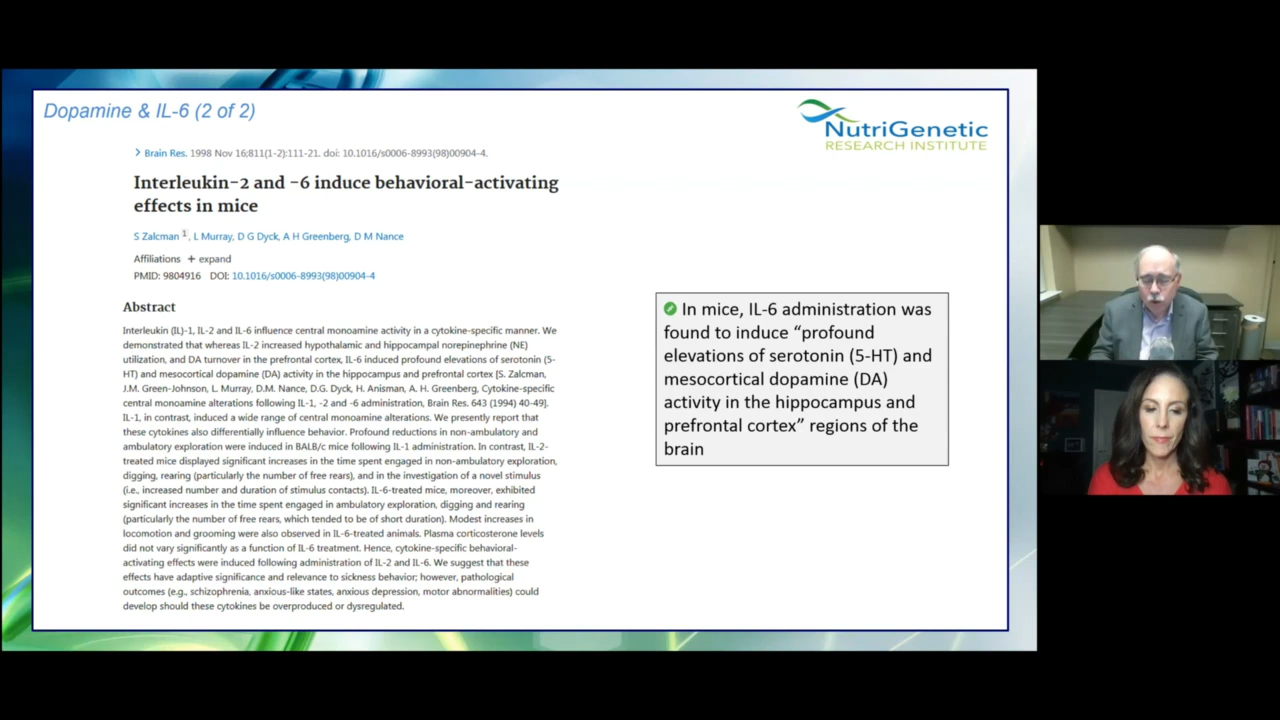 Dopamine & IL-6 (2 of 2)
NutriGenetic
RESEARCH INSTITUTE
Brain Res. 1998 Nov 16;811(1-2):111-21. doi: 10.1016/s0006-8993(98)00904-4.
Interleukin-2 and -6 induce behavioral-activating
effects in mice
S Zalcman 1, L Murray, D G Dyck, A H Greenberg, D M Nance
Affiliations + expand
PMID: 9804916 DOI: 10.1016/s0006-8993(98)00904-4
Abstract
Interleukin (IL)-1, IL-2 and IL-6 influence central monoamine activity in a cytokine-specific manner. We
demonstrated that whereas IL-2 increased hypothalamic and hippocampal norepinephrine (NE)
utilization, and DA turnover in the prefrontal cortex, IL-6 induced profound elevations of serotonin (5-
HT) and mesocortical dopamine (DA) activity in the hippocampus and prefrontal cortex [S. Zalcman,
J.M. Green-Johnson, L. Murray, D.M. Nance, D.G. Dyck, H. Anisman, A. H. Greenberg, Cytokine-specific
central monoamine alterations following IL-1, -2 and -6 administration, Brain Res. 643 (1994) 40-49].
IL-1, in contrast, induced a wide range of central monoamine alterations. We presently report that
these cytokines also differentially influence behavior. Profound reductions in non-ambulatory and
ambulatory exploration were induced in BALB/c mice following IL-1 administration. In contrast, IL-2-
treated mice displayed significant increases in the time spent engaged in non-ambulatory exploration,
digging, rearing (particularly the number of free rears), and in the investigation of a novel stimulus
(i.e., increased number and duration of stimulus contacts). IL-6-treated mice, moreover, exhibited
significant increases in the time spent engaged in ambulatory exploration, digging and rearing
(particularly the number of free rears, which tended to be of short duration). Modest increases in
locomotion and grooming were also observed in IL-6-treated animals. Plasma corticosterone levels
did not vary significantly as a function of IL-6 treatment. Hence, cytokine-specific behavioral-
activating effects were induced following administration of IL-2 and IL-6. We suggest that these
effects have adaptive significance and relevance to sickness behavior; however, pathological
outcomes (e.g., schizophrenia, anxious-like states, anxious depression, motor abnormalities) could
develop should these cytokines be overproduced or dysregulated.
In mice, IL-6 administration was
found to induce “profound
elevations of serotonin (5-HT) and
mesocortical dopamine (DA)
activity in the hippocampus and
prefrontal cortex” regions of the
brain